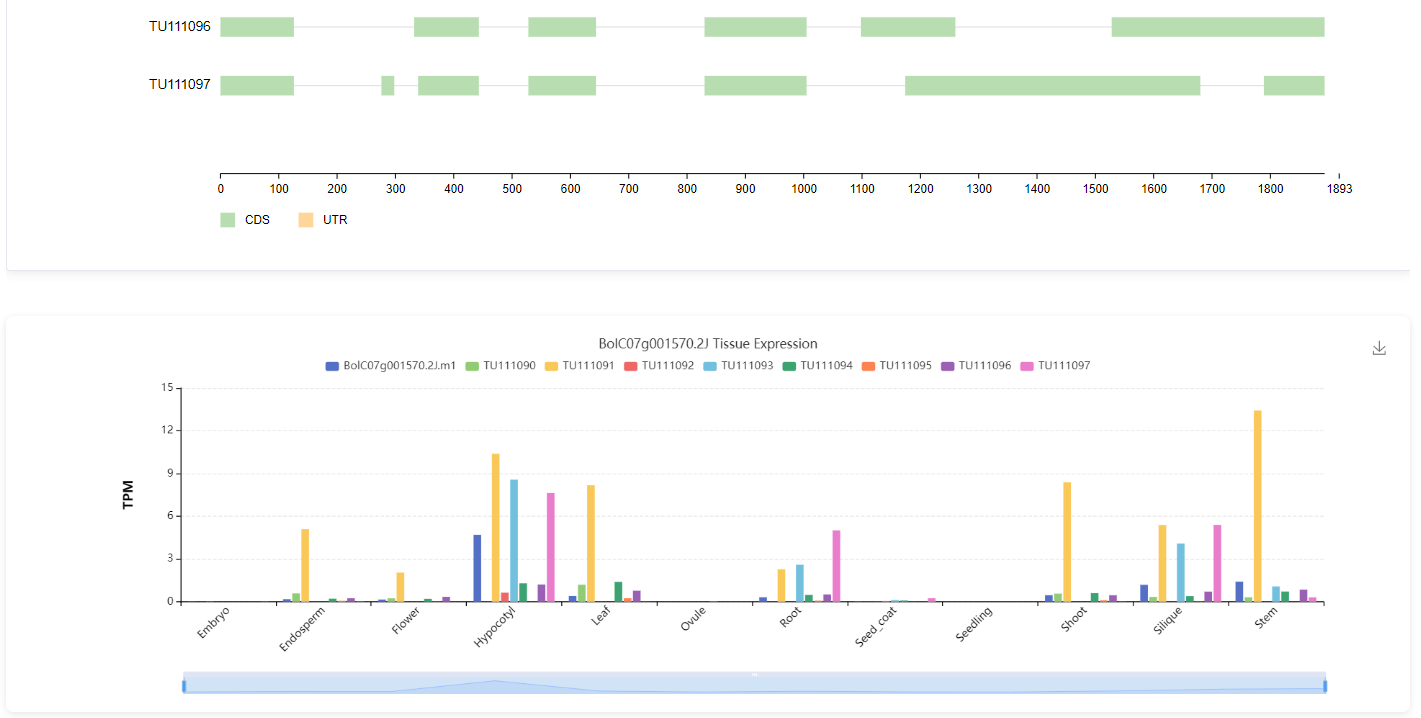 TU111096
TU111097
0 100 200 300 400 500 600 700 800 900 1000 1100 1200 1300 1400 1500 1600 1700 1800 1893
CDS UTR
BolC07g001570.2J Tissue Expression
BolC07g001570.2J.m1 TU111090 TU111091 TU111092 TU111093 TU111094 TU111095 TU111096 TU111097
TPM
15
12
9
6
3
0
Embryo Endosperm Flower Hypocotyl Leaf Ovule Root Seed_coat Seedling Shoot Silique Stem